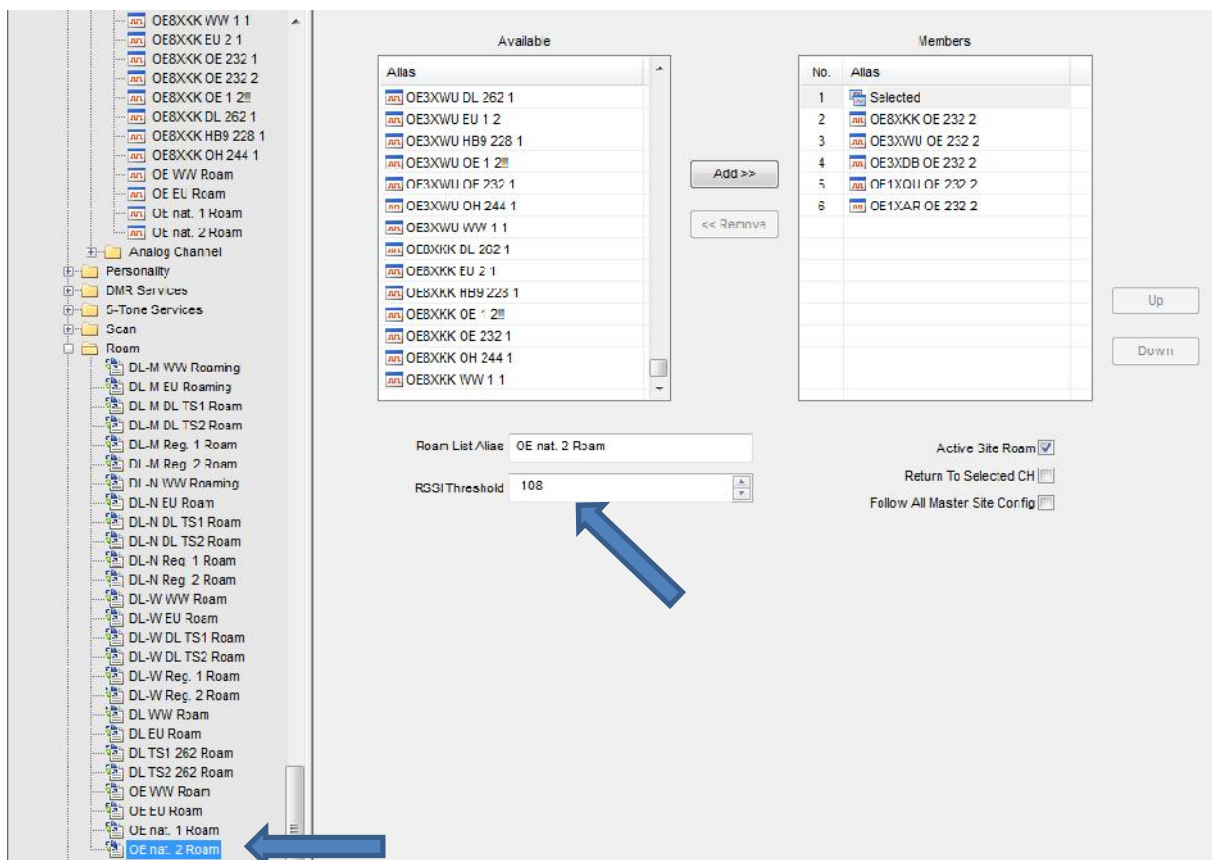 OE8XKK WW 1 1
OE8XKK EU 2 1
OE8XKK OE 232 1
OE8XKK OE 232 2
OE8XKK OE 1 2!!!
OE8XKK DL 262 1
OE8XKK HB9 228 1
OE8XKK OH 244 1
OE WW Roam
OE EU Roam
OE nat. 1 Roam
OE nat. 2 Roam
Analog Channel
Personality
DMR Services
5-Tone Services
Scan
Roam
DL-M WW Roaming
DL M EU Roaming
DL M DL TS1 Roam
DL-M DL TS2 Roam
DL-M Reg. 1 Roam
DL-M Reg. 2 Roam
DL-N WW Roaming
DL-N EU Roam
DL-N DL TS1 Roam
DL-N DL TS2 Roam
DL-N Reg. 1 Roam
DL-N Reg. 2 Roam
DL-W WW Roam
DL-W EU Roam
DL-W DL TS1 Roam
DL-W DL TS2 Roam
DL-W Reg. 1 Roam
DL-W Reg. 2 Roam
DL WW Roam
DL EU Roam
DL TS1 262 Roam
DL TS2 262 Roam
OE WW Roam
OE EU Roam
OE nat. 1 Roam
OE nat. 2 Roam
Available
Alias
OE3XWU DL 262 1
OE3XWU EU 1 2
OE3XWU HB9 228 1
OE3XWU OE 1 2!!!
OE3XWU OE 232 1
OE3XWU OH 244 1
OE3XWU WW 1 1
OE8XKK DL 262 1
OE8XKK EU 2 1
OE8XKK HB9 228 1
OE8XKK OE 1 2!!!
OE8XKK OE 232 1
OE8XKK OH 244 1
OE8XKK WW 1 1
Add >>
<< Remove
Members
No. Alias
1 Selected
2 OE8XKK OE 232 2
3 OE3XWU OE 232 2
4 OE3XDB OE 232 2
5 OE1XQU OE 232 2
6 OE1XAR OE 232 2
Up
Down
Roam List Alias OE nat. 2 Roam
RSSI Threshold 108
Active Site Roam
Return To Selected CH
Follow All Master Site Config